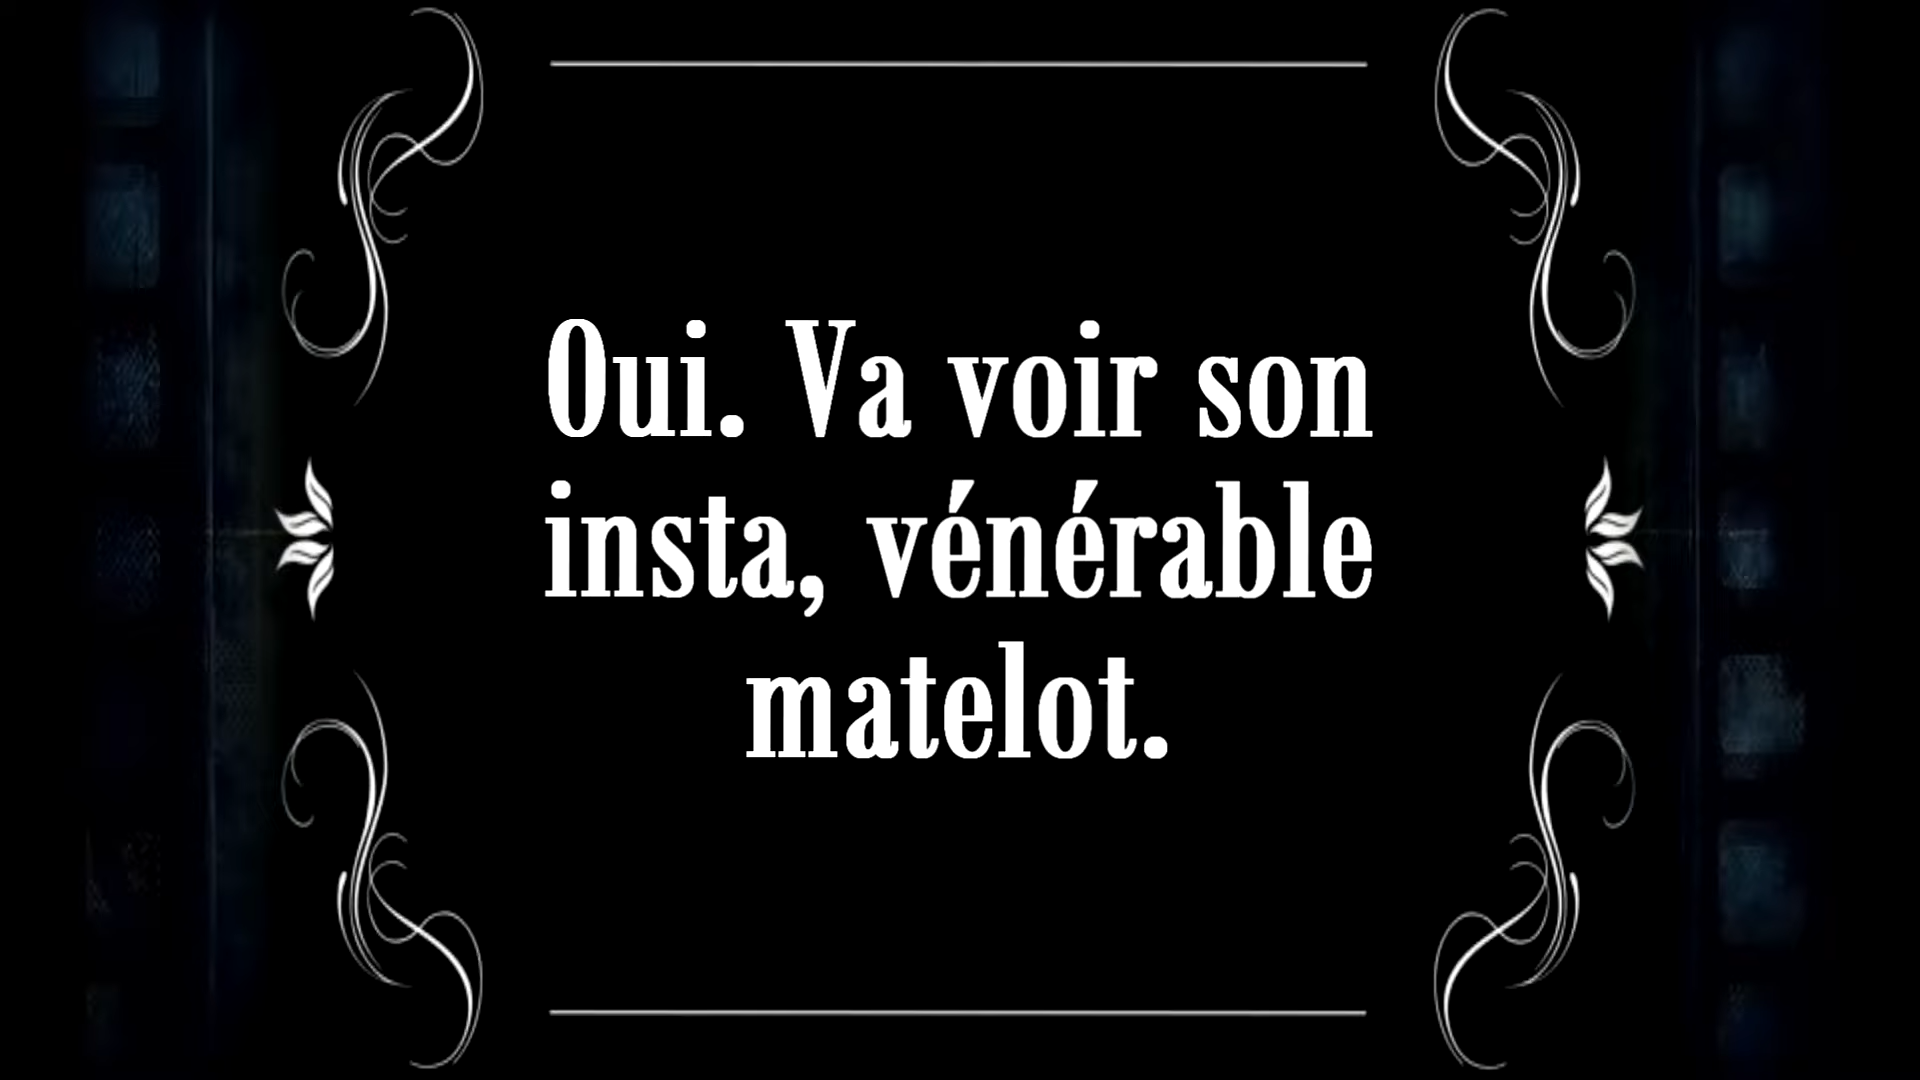 Oui. Va voir son
insta, vénérable
matelot.